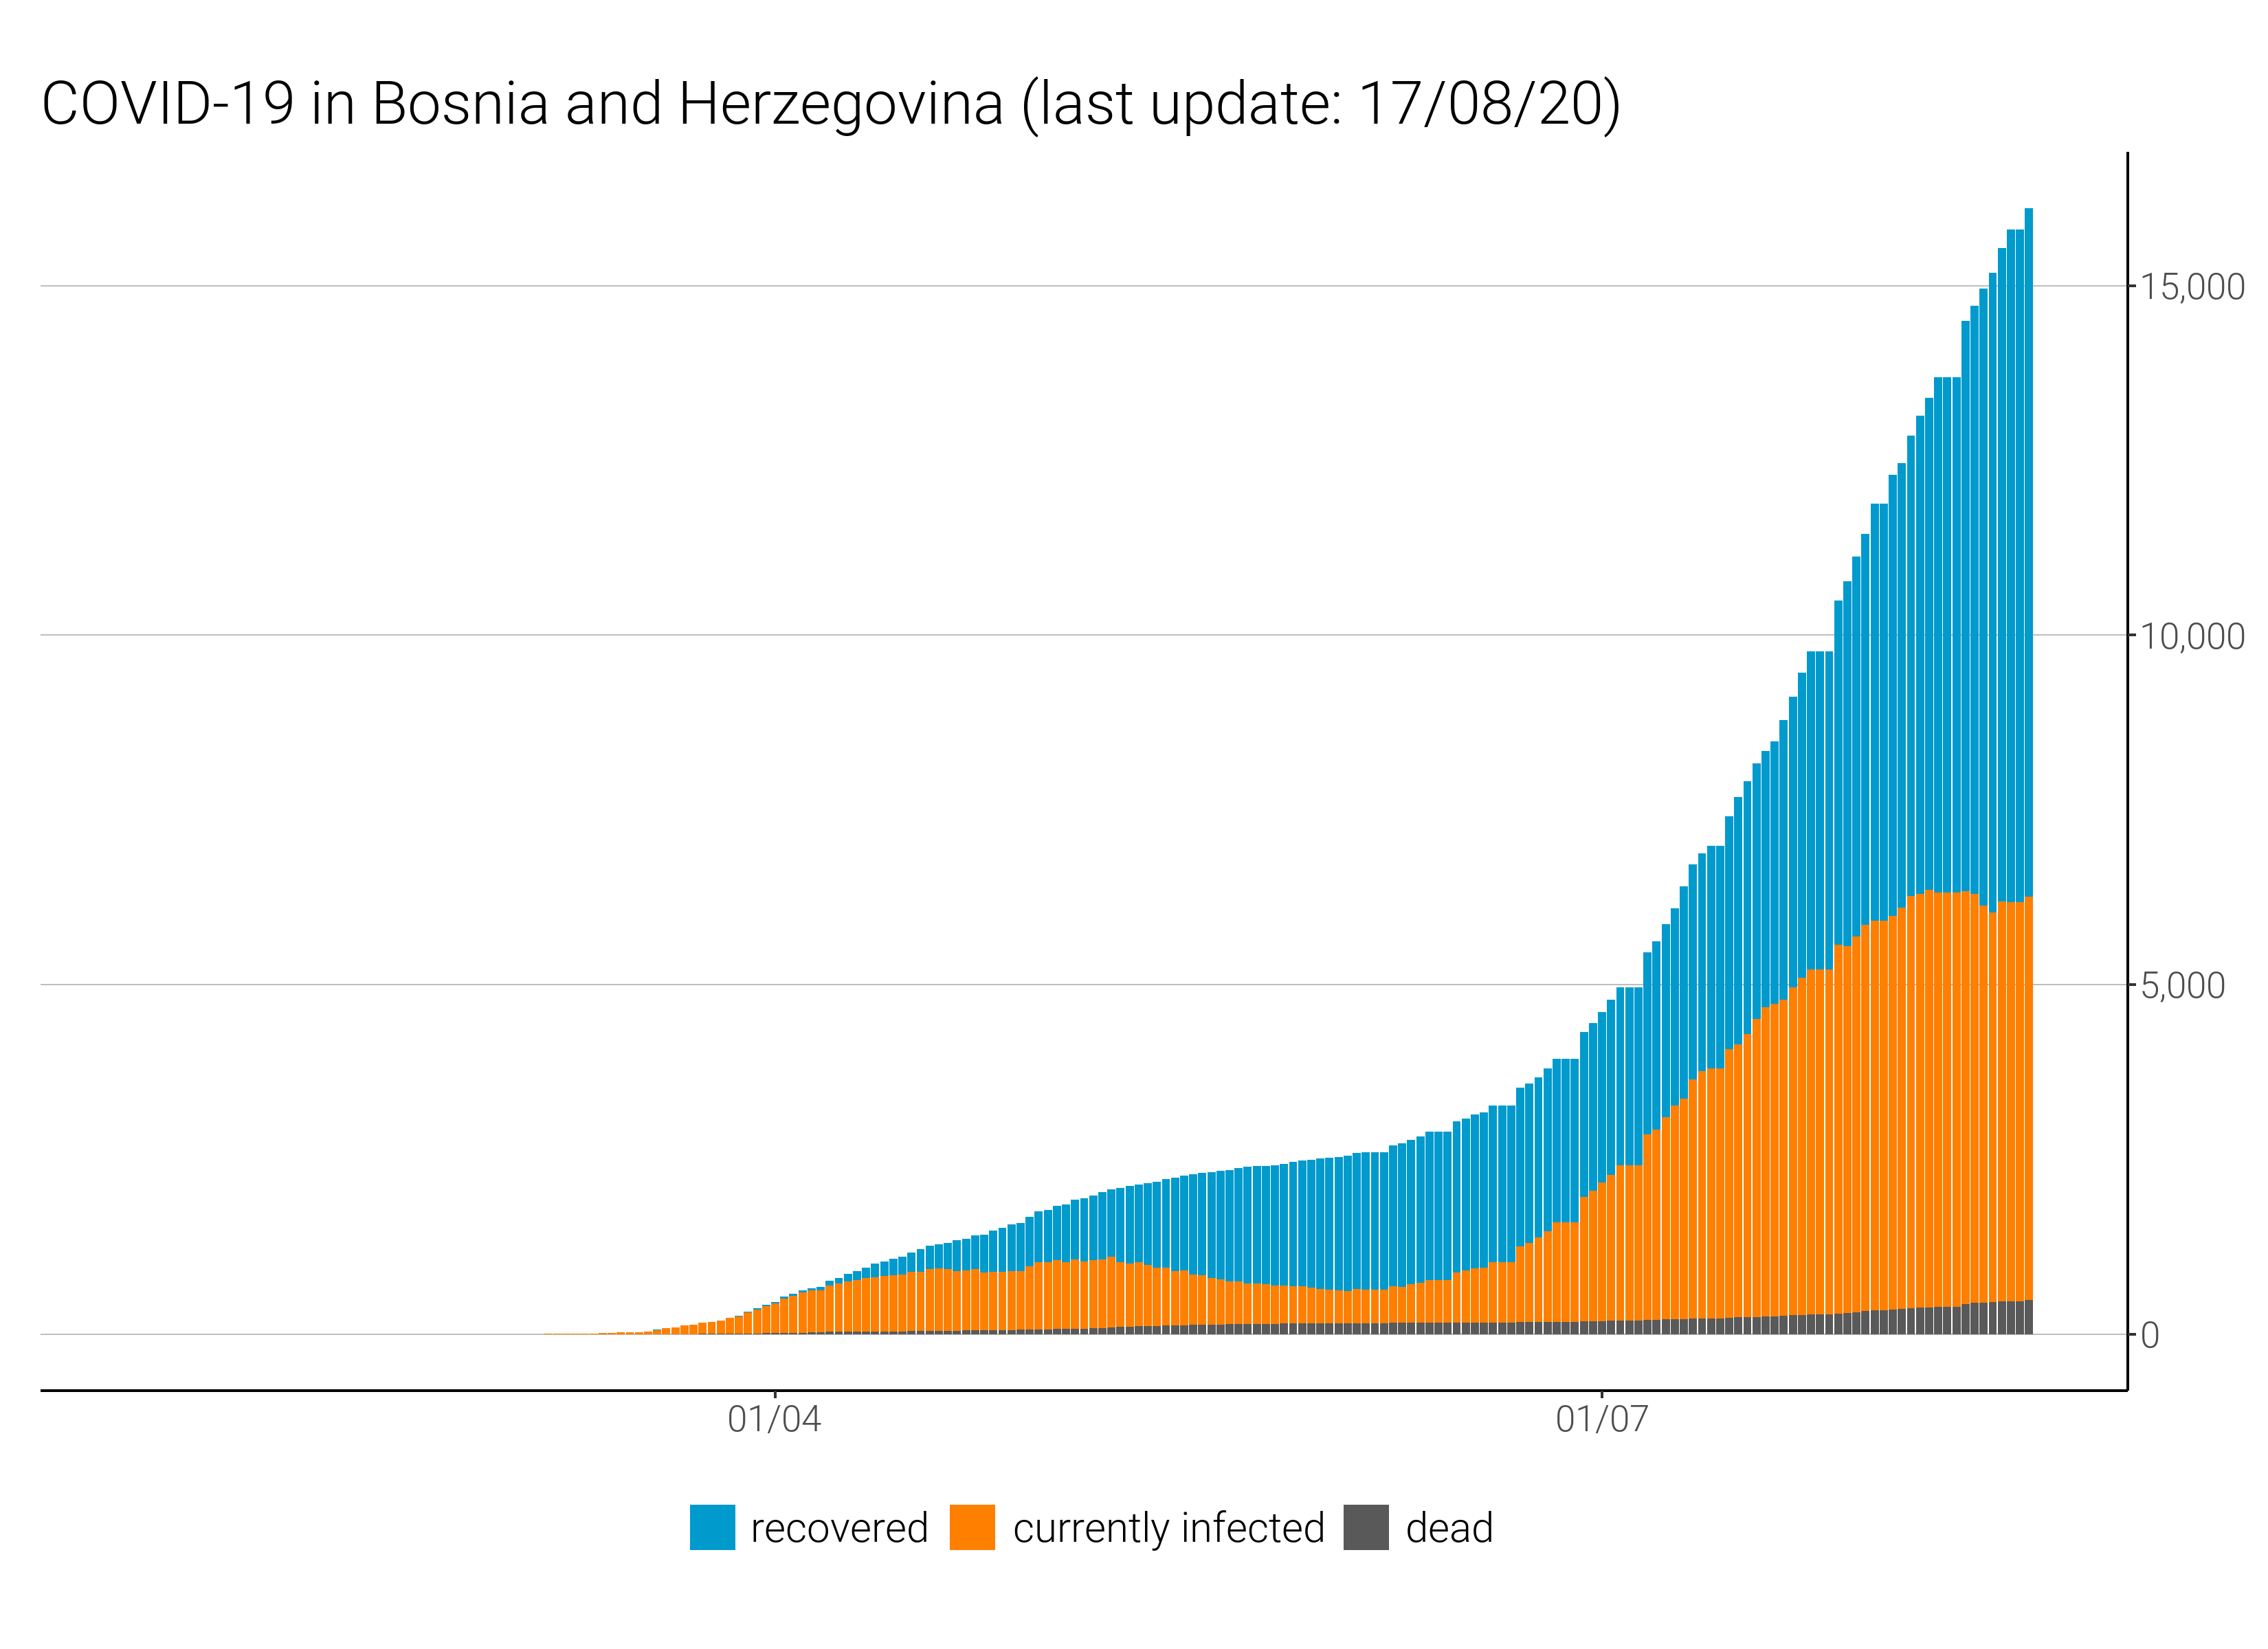 COVID-19 in Bosnia and Herzegovina (last update: 17/08/20)
15,000
10,000
5,000
0
01/04 01/07
recovered currently infected dead